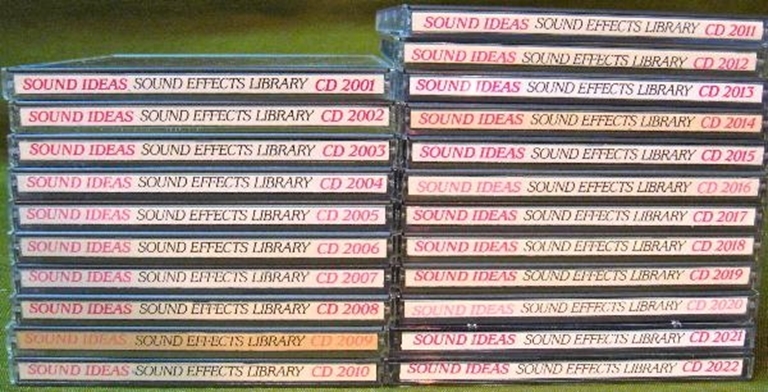 SOUND IDEAS SOUND EFFECTS LIBRARY CD 2001
SOUND IDEAS SOUND EFFECTS LIBRARY CD 2002
SOUND IDEAS SOUND EFFECTS LIBRARY CD 2003
SOUND IDEAS SOUND EFFECTS LIBRARY CD 2004
SOUND IDEAS SOUND EFFECTS LIBRARY CD 2005
SOUND IDEAS SOUND EFFECTS LIBRARY CD 2006
SOUND IDEAS SOUND EFFECTS LIBRARY CD 2007
SOUND IDEAS SOUND EFFECTS LIBRARY CD 2008
SOUND IDEAS SOUND EFFECTS LIBRARY CD 2009
SOUND IDEAS SOUND EFFECTS LIBRARY CD 2010
SOUND IDEAS SOUND EFFECTS LIBRARY CD 2011
SOUND IDEAS SOUND EFFECTS LIBRARY CD 2012
SOUND IDEAS SOUND EFFECTS LIBRARY CD 2013
SOUND IDEAS SOUND EFFECTS LIBRARY CD 2014
SOUND IDEAS SOUND EFFECTS LIBRARY CD 2015
SOUND IDEAS SOUND EFFECTS LIBRARY CD 2016
SOUND IDEAS SOUND EFFECTS LIBRARY CD 2017
SOUND IDEAS SOUND EFFECTS LIBRARY CD 2018
SOUND IDEAS SOUND EFFECTS LIBRARY CD 2019
SOUND IDEAS SOUND EFFECTS LIBRARY CD 2020
SOUND IDEAS SOUND EFFECTS LIBRARY CD 2021
SOUND IDEAS SOUND EFFECTS LIBRARY CD 2022